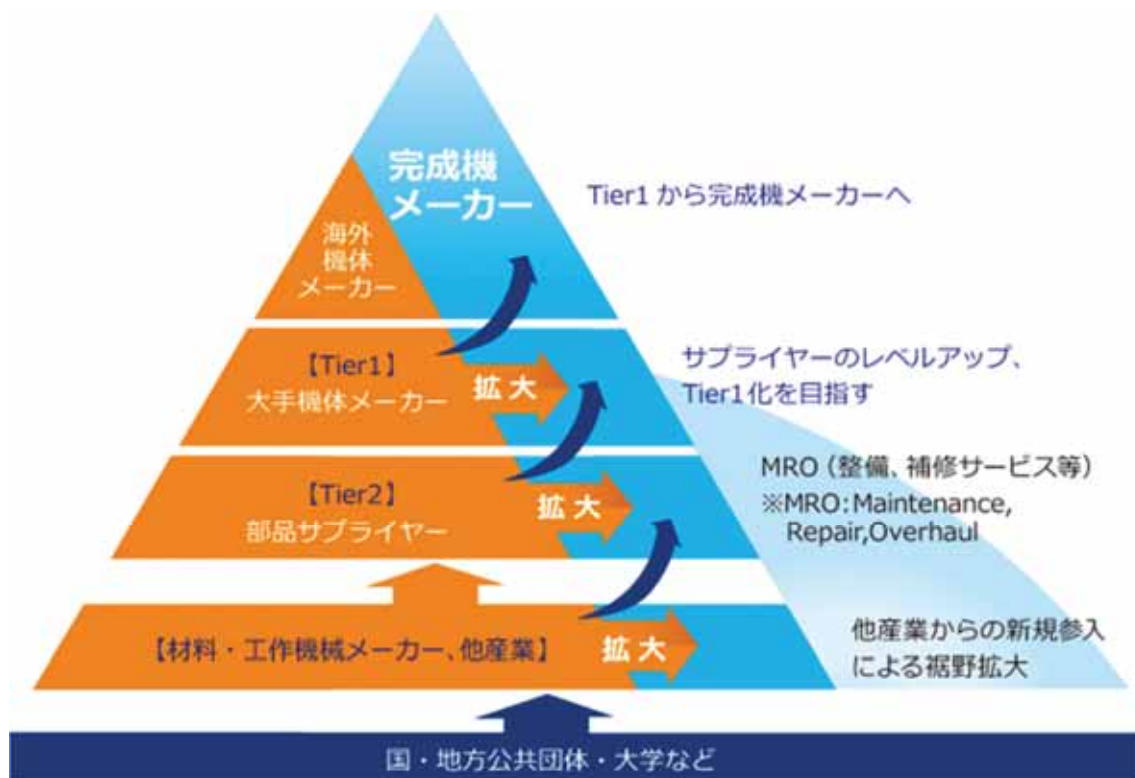 完成機
メーカー
海外
機体
メーカー
Tier1 から完成機メーカーへ
【Tier1】
大手機体メーカー
拡大
サプライヤーのレベルアップ、
Tier1化を目指す
【Tier2】
部品サプライヤー
拡大
MRO（整備、補修サービス等）
※MRO：Maintenance,
Repair,Overhaul
【材料・工作機械メーカー、他産業】
拡大
他産業からの新規参入
による裾野拡大
国・地方公共団体・大学など